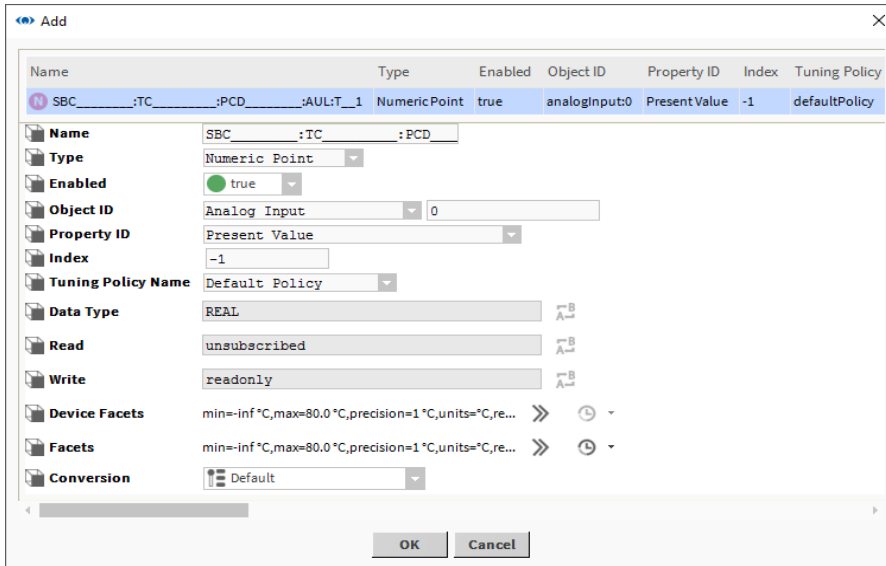 Add
Name Type Enabled Object ID Property ID Index Tuning Policy
N SBC________:TC_________:PCD________:AUL:T__1 Numeric Point true analogInput:0 Present Value -1 defaultPolicy
Name SBC________:TC_________:PCD___
Type Numeric Point
Enabled true
Object ID Analog Input 0
Property ID Present Value
Index -1
Tuning Policy Name Default Policy
Data Type REAL
Read unsubscribed
Write readonly
Device Facets min=-inf °C,max=80.0 °C,precision=1 °C,units=°C,re...
Facets min=-inf °C,max=80.0 °C,precision=1 °C,units=°C,re...
Conversion Default
OK Cancel